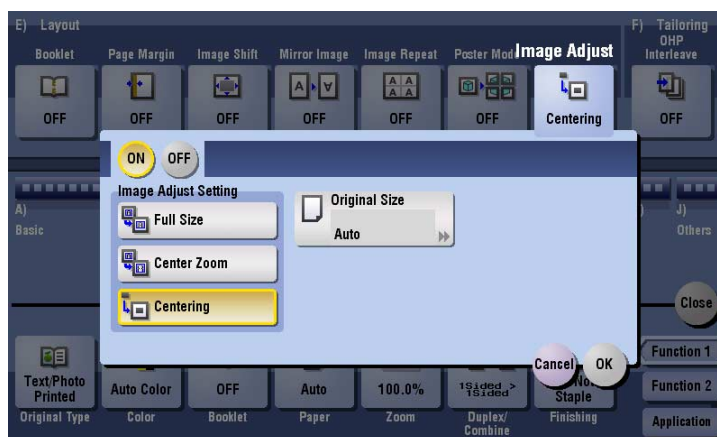 E) Layout
F) Tailoring
Booklet
Page Margin
Image Shift
Mirror Image
Image Repeat
Poster Mode
Image Adjust
OHP
Interleave
OFF
OFF
OFF
OFF
OFF
OFF
Centering
OFF
ON
OFF
Image Adjust Setting
Full Size
Center Zoom
Centering
Original Size
Auto
A)
Basic
J)
Others
Close
Cancel
OK
Function 1
Text/Photo
Printed
Auto Color
OFF
Auto
100.0%
1Sided >
1Sided
Staple
Function 2
Original Type
Color
Booklet
Paper
Zoom
Duplex/
Combine
Finishing
Application